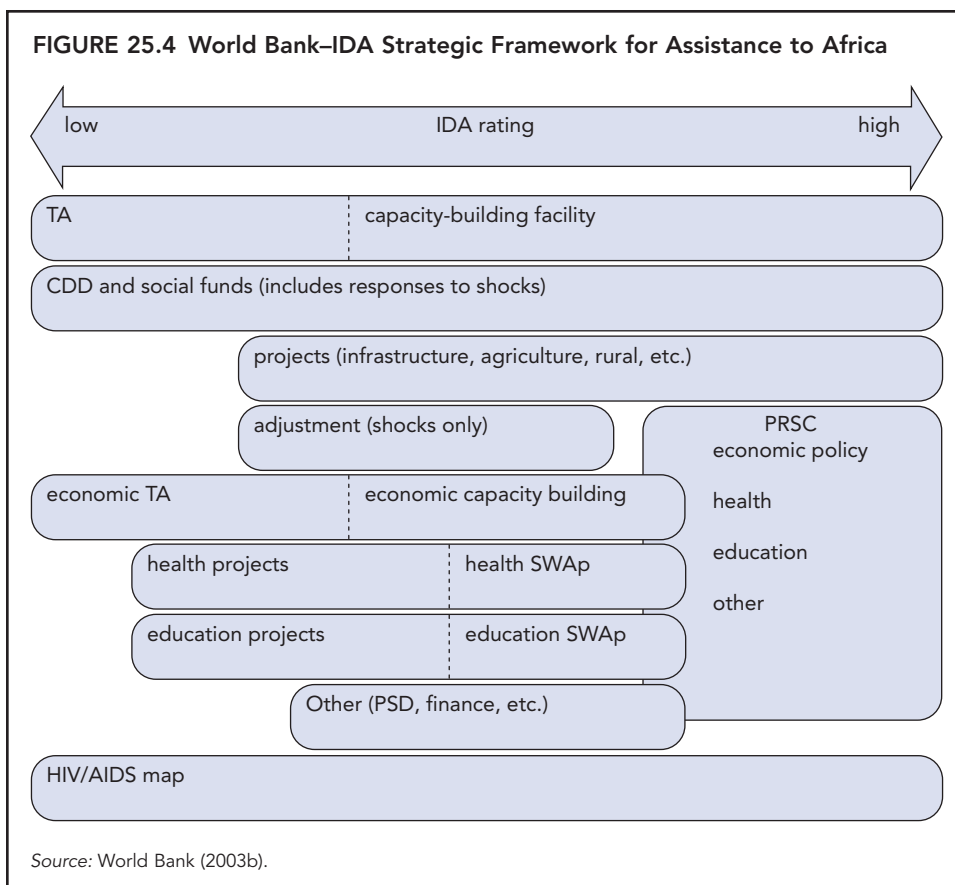 FIGURE 25.4 World Bank–IDA Strategic Framework for Assistance to Africa
low IDA rating high
TA capacity-building facility
CDD and social funds (includes responses to shocks)
projects (infrastructure, agriculture, rural, etc.)
adjustment (shocks only)
PRSC
economic policy
health
education
other
economic TA economic capacity building
health projects health SWAp
education projects education SWAp
Other (PSD, finance, etc.)
HIV/AIDS map
Source: World Bank (2003b).